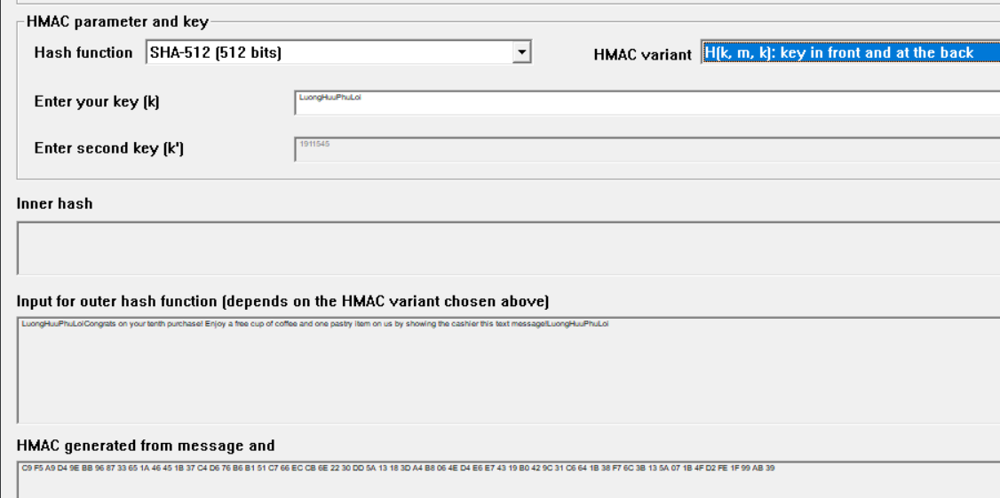 HMAC parameter and key
Hash function SHA-512 (512 bits) HMAC variant H(k, m, k): key in front and at the back
Enter your key (k) LuongHuuPhuLoi
Enter second key (k') 1911545
Inner hash
Input for outer hash function (depends on the HMAC variant chosen above)
LuongHuuPhuLoiCongrats on your tenth purchase! Enjoy a free cup of coffee and one pastry item on us by showing the cashier this text message!LuongHuuPhuLoi
HMAC generated from message and
C9 F5 A9 D4 9E BB 96 87 33 65 1A 46 45 1B 37 C4 D6 76 B6 B1 51 C7 66 EC CB 6E 22 30 DD 5A 13 18 3D A4 B8 06 4E D4 E6 E7 43 19 B0 42 9C 31 C6 64 1B 38 F7 6C 3B 13 5A 07 1B 4F D2 FE 1F 99 AB 39